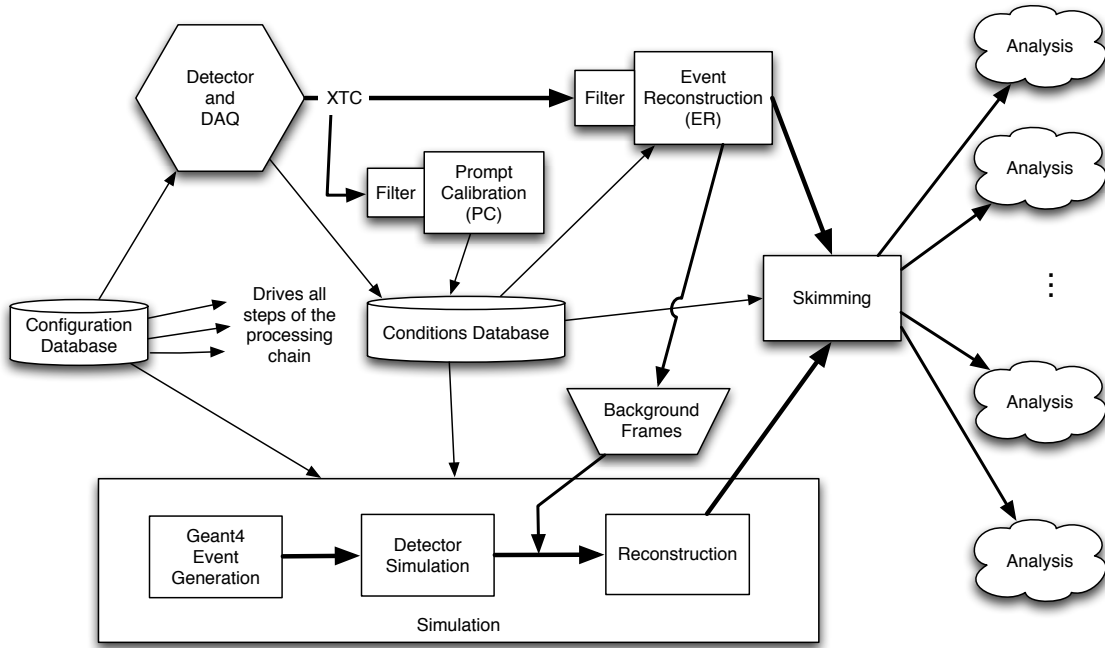 Detector
and
DAQ
XTC
Filter
Event
Reconstruction
(ER)
Analysis
Analysis
Filter
Prompt
Calibration
(PC)
Configuration
Database
Drives all
steps of the
processing
chain
Conditions Database
Skimming
⋮
Background
Frames
Analysis
Geant4
Event
Generation
Detector
Simulation
Reconstruction
Analysis
Simulation